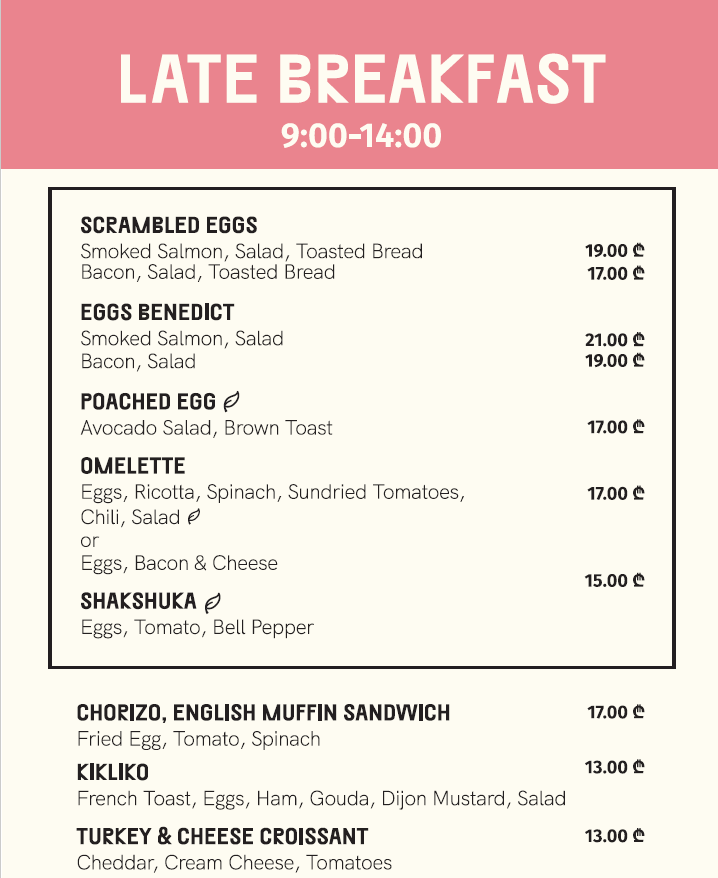 LATE BREAKFAST
9:00-14:00
SCRAMBLED EGGS
Smoked Salmon, Salad, Toasted Bread 19.00 ₾
Bacon, Salad, Toasted Bread 17.00 ₾
EGGS BENEDICT
Smoked Salmon, Salad 21.00 ₾
Bacon, Salad 19.00 ₾
POACHED EGG
Avocado Salad, Brown Toast 17.00 ₾
OMELETTE
Eggs, Ricotta, Spinach, Sundried Tomatoes, 17.00 ₾
Chili, Salad
or
Eggs, Bacon & Cheese
15.00 ₾
SHAKSHUKA
Eggs, Tomato, Bell Pepper
CHORIZO, ENGLISH MUFFIN SANDWICH 17.00 ₾
Fried Egg, Tomato, Spinach
KIKLIKO 13.00 ₾
French Toast, Eggs, Ham, Gouda, Dijon Mustard, Salad
TURKEY & CHEESE CROISSANT 13.00 ₾
Cheddar, Cream Cheese, Tomatoes